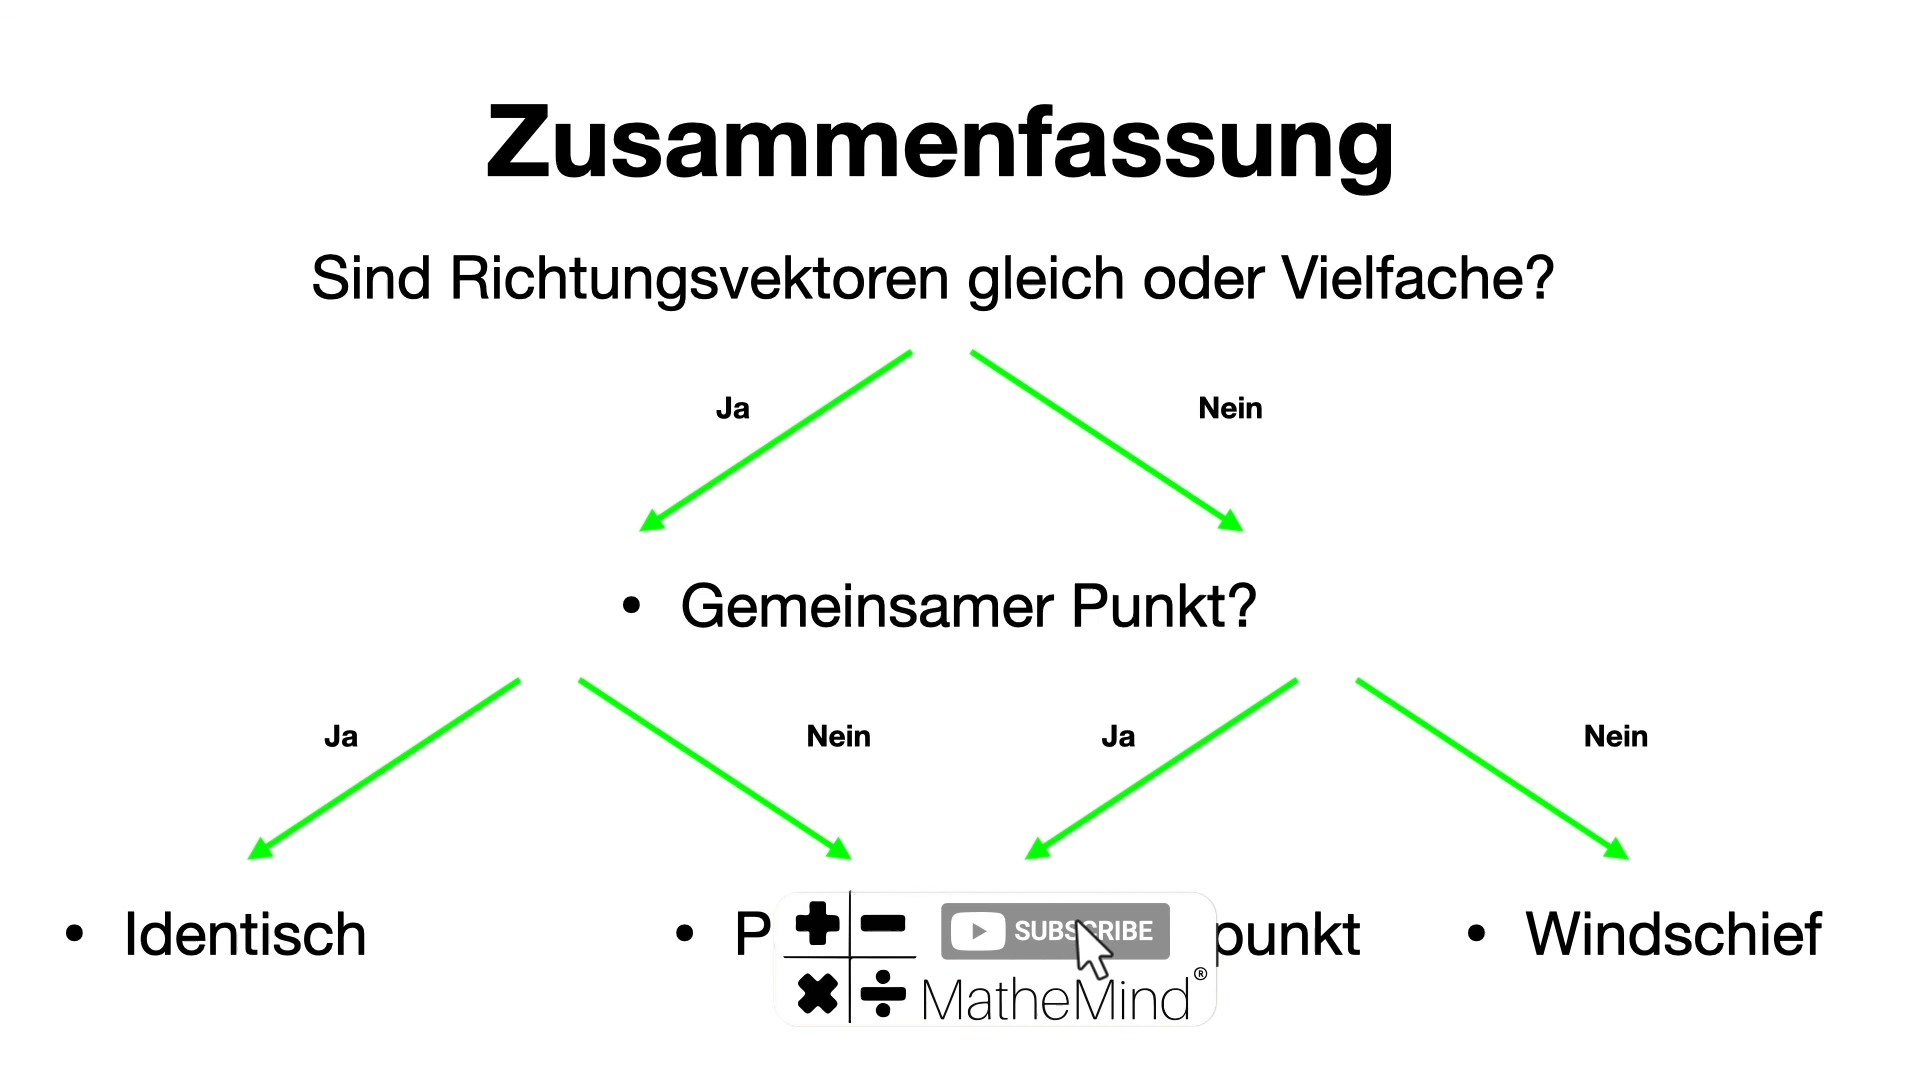 Zusammenfassung
Sind Richtungsvektoren gleich oder Vielfache?
Ja Nein
• Gemeinsamer Punkt?
Ja Nein Ja Nein
• Identisch • P punkt • Windschief
SUBSCRIBE
MatheMind®